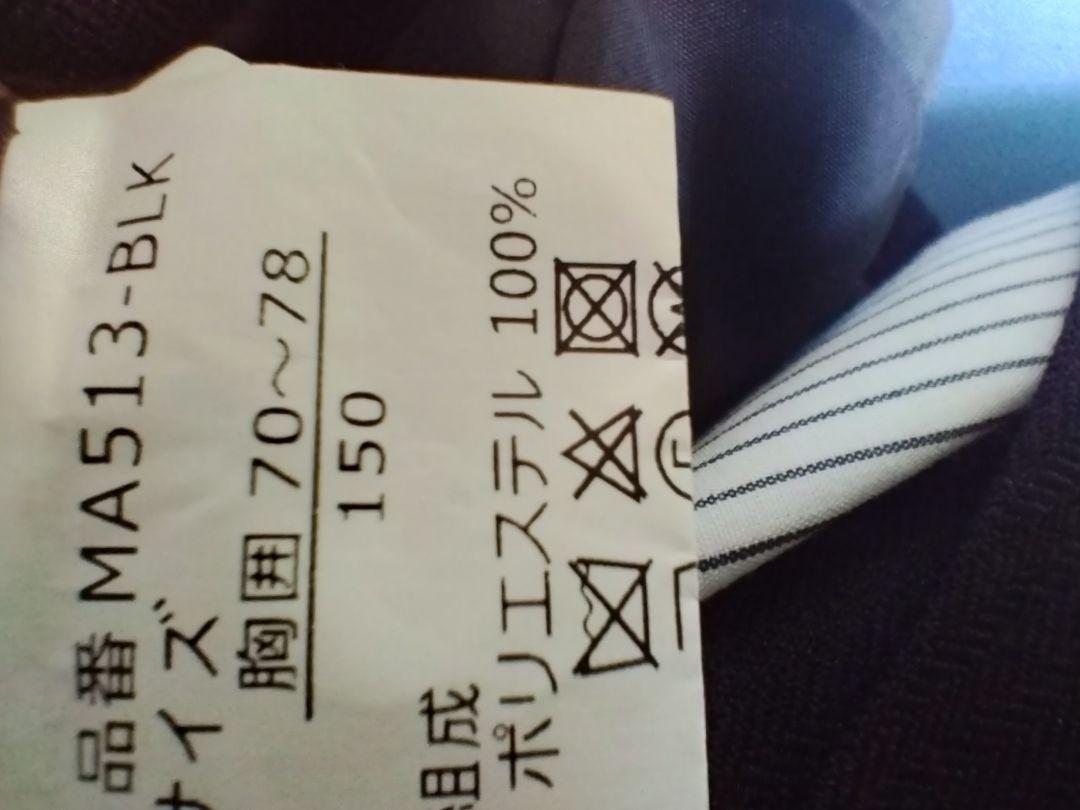 品番 MA513-BLK
サイズ
胸囲 70~78
150
組成
ポリエステル 100%